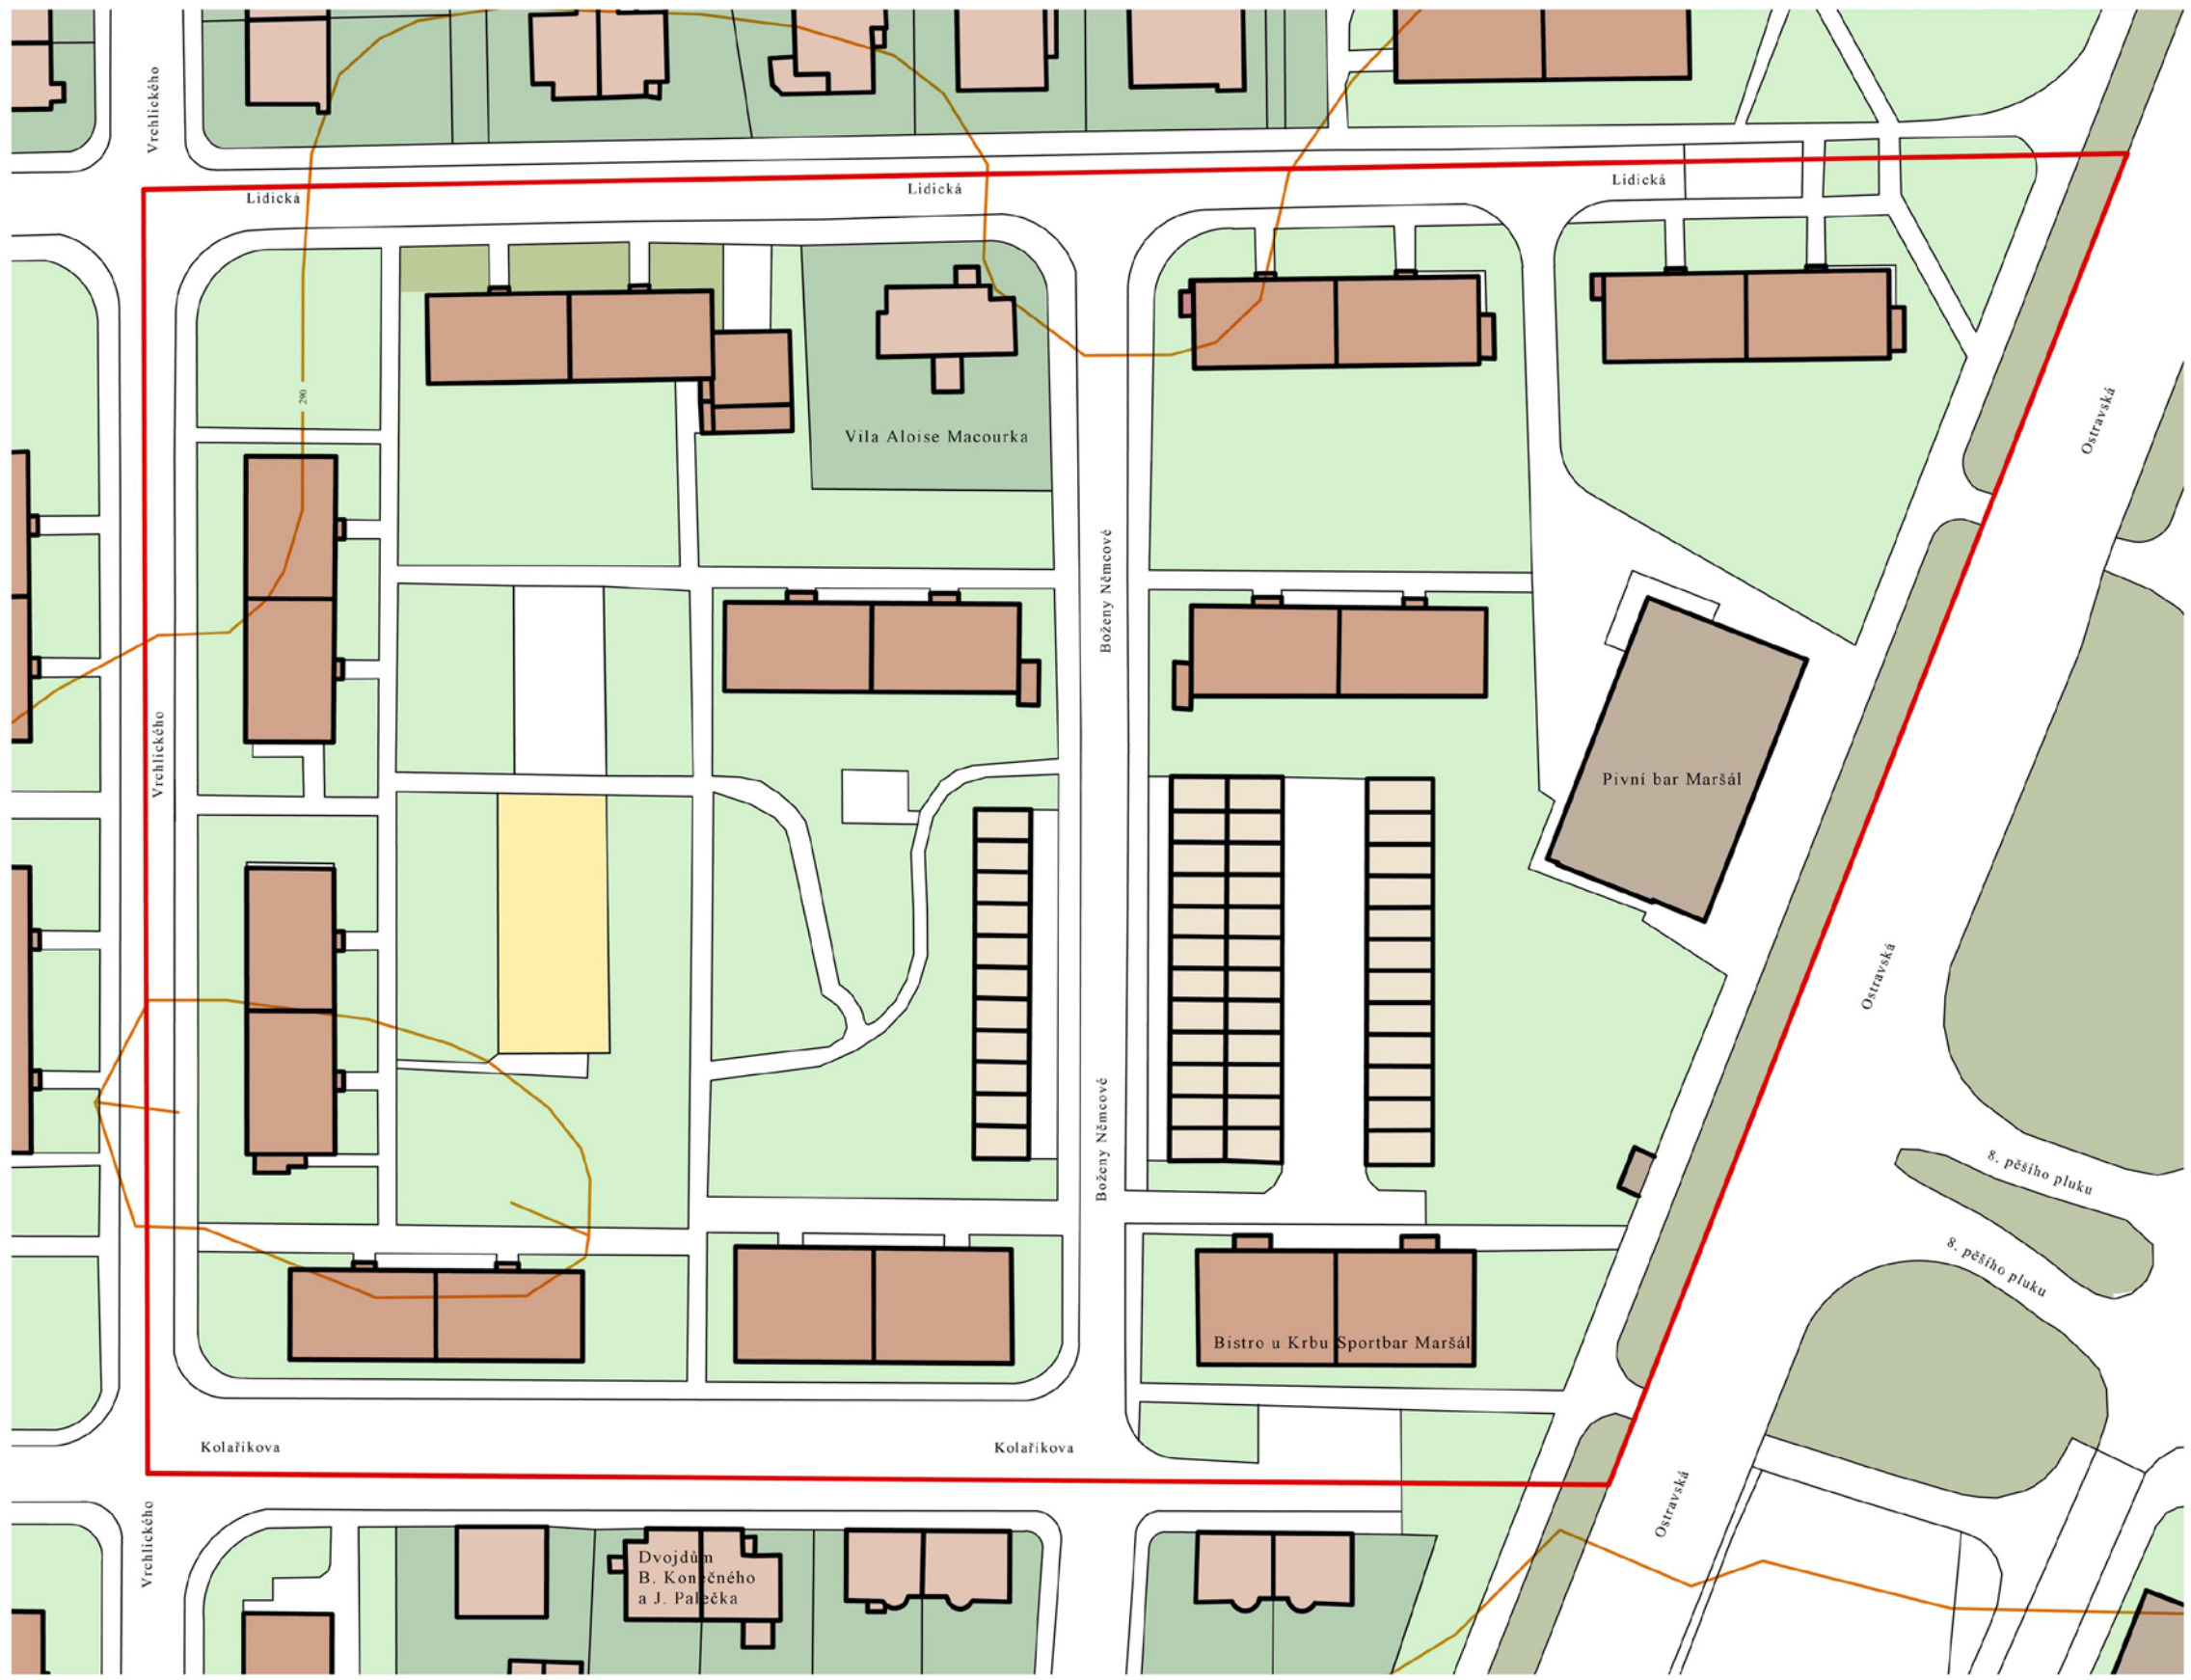 Vrchlického
Lidická
Lidická
Lidická
290
Vila Aloise Macourka
Ostravská
Boženy Němcové
Vrchlického
Pivní bar Maršál
Ostravská
Boženy Němcové
8. pěšího pluku
8. pěšího pluku
Bistro u Krbu Sportbar Maršál
Kolaříkova
Kolaříkova
Ostravská
Vrchlického
Dvojdům
B. Konečného
a J. Palečka